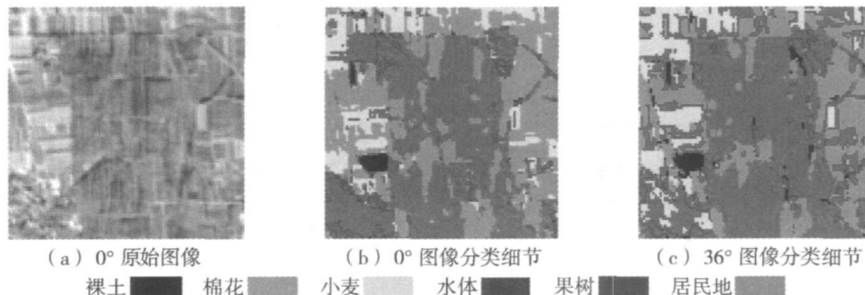 （a）0° 原始图像
（b）0° 图像分类细节
（c）36° 图像分类细节
裸土 棉花 小麦 水体 果树 居民地